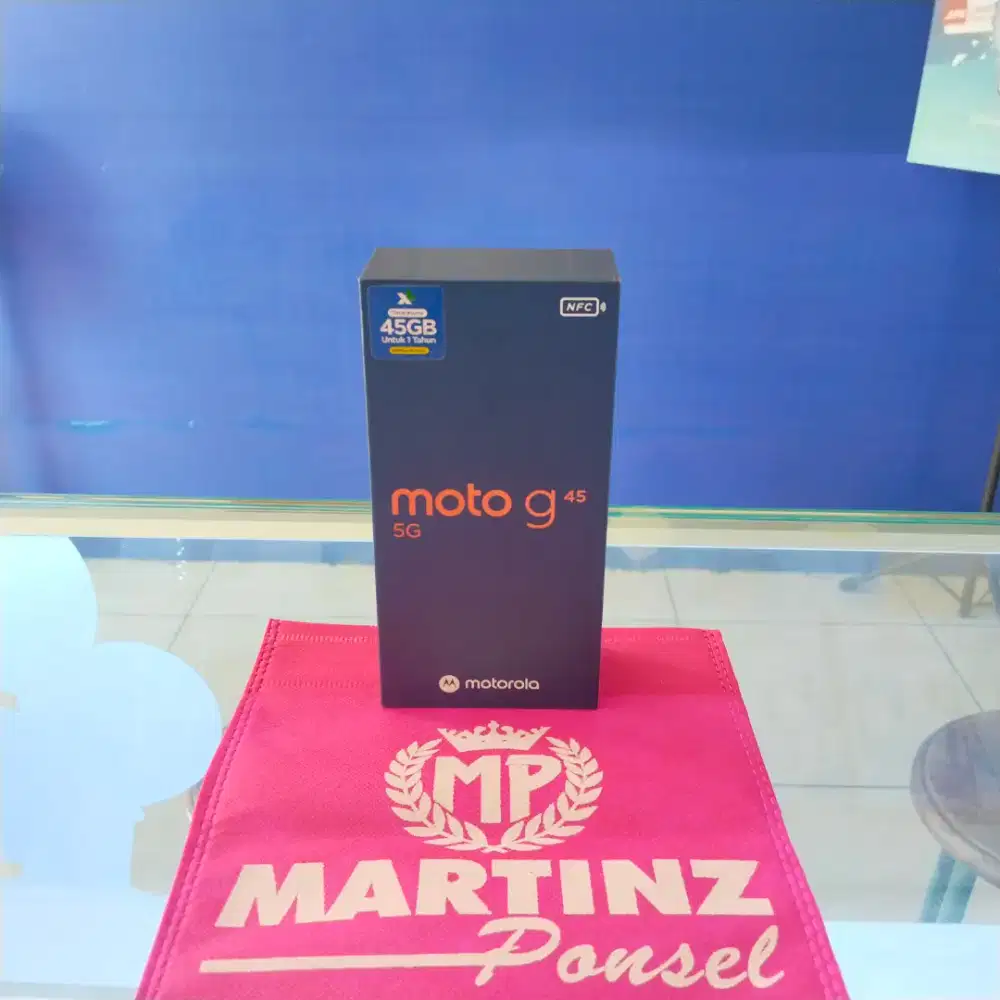 45GB
Untuk 1 Tahun
NFC
moto g 45
5G
motorola
MP
MARTINZ
Ponsel